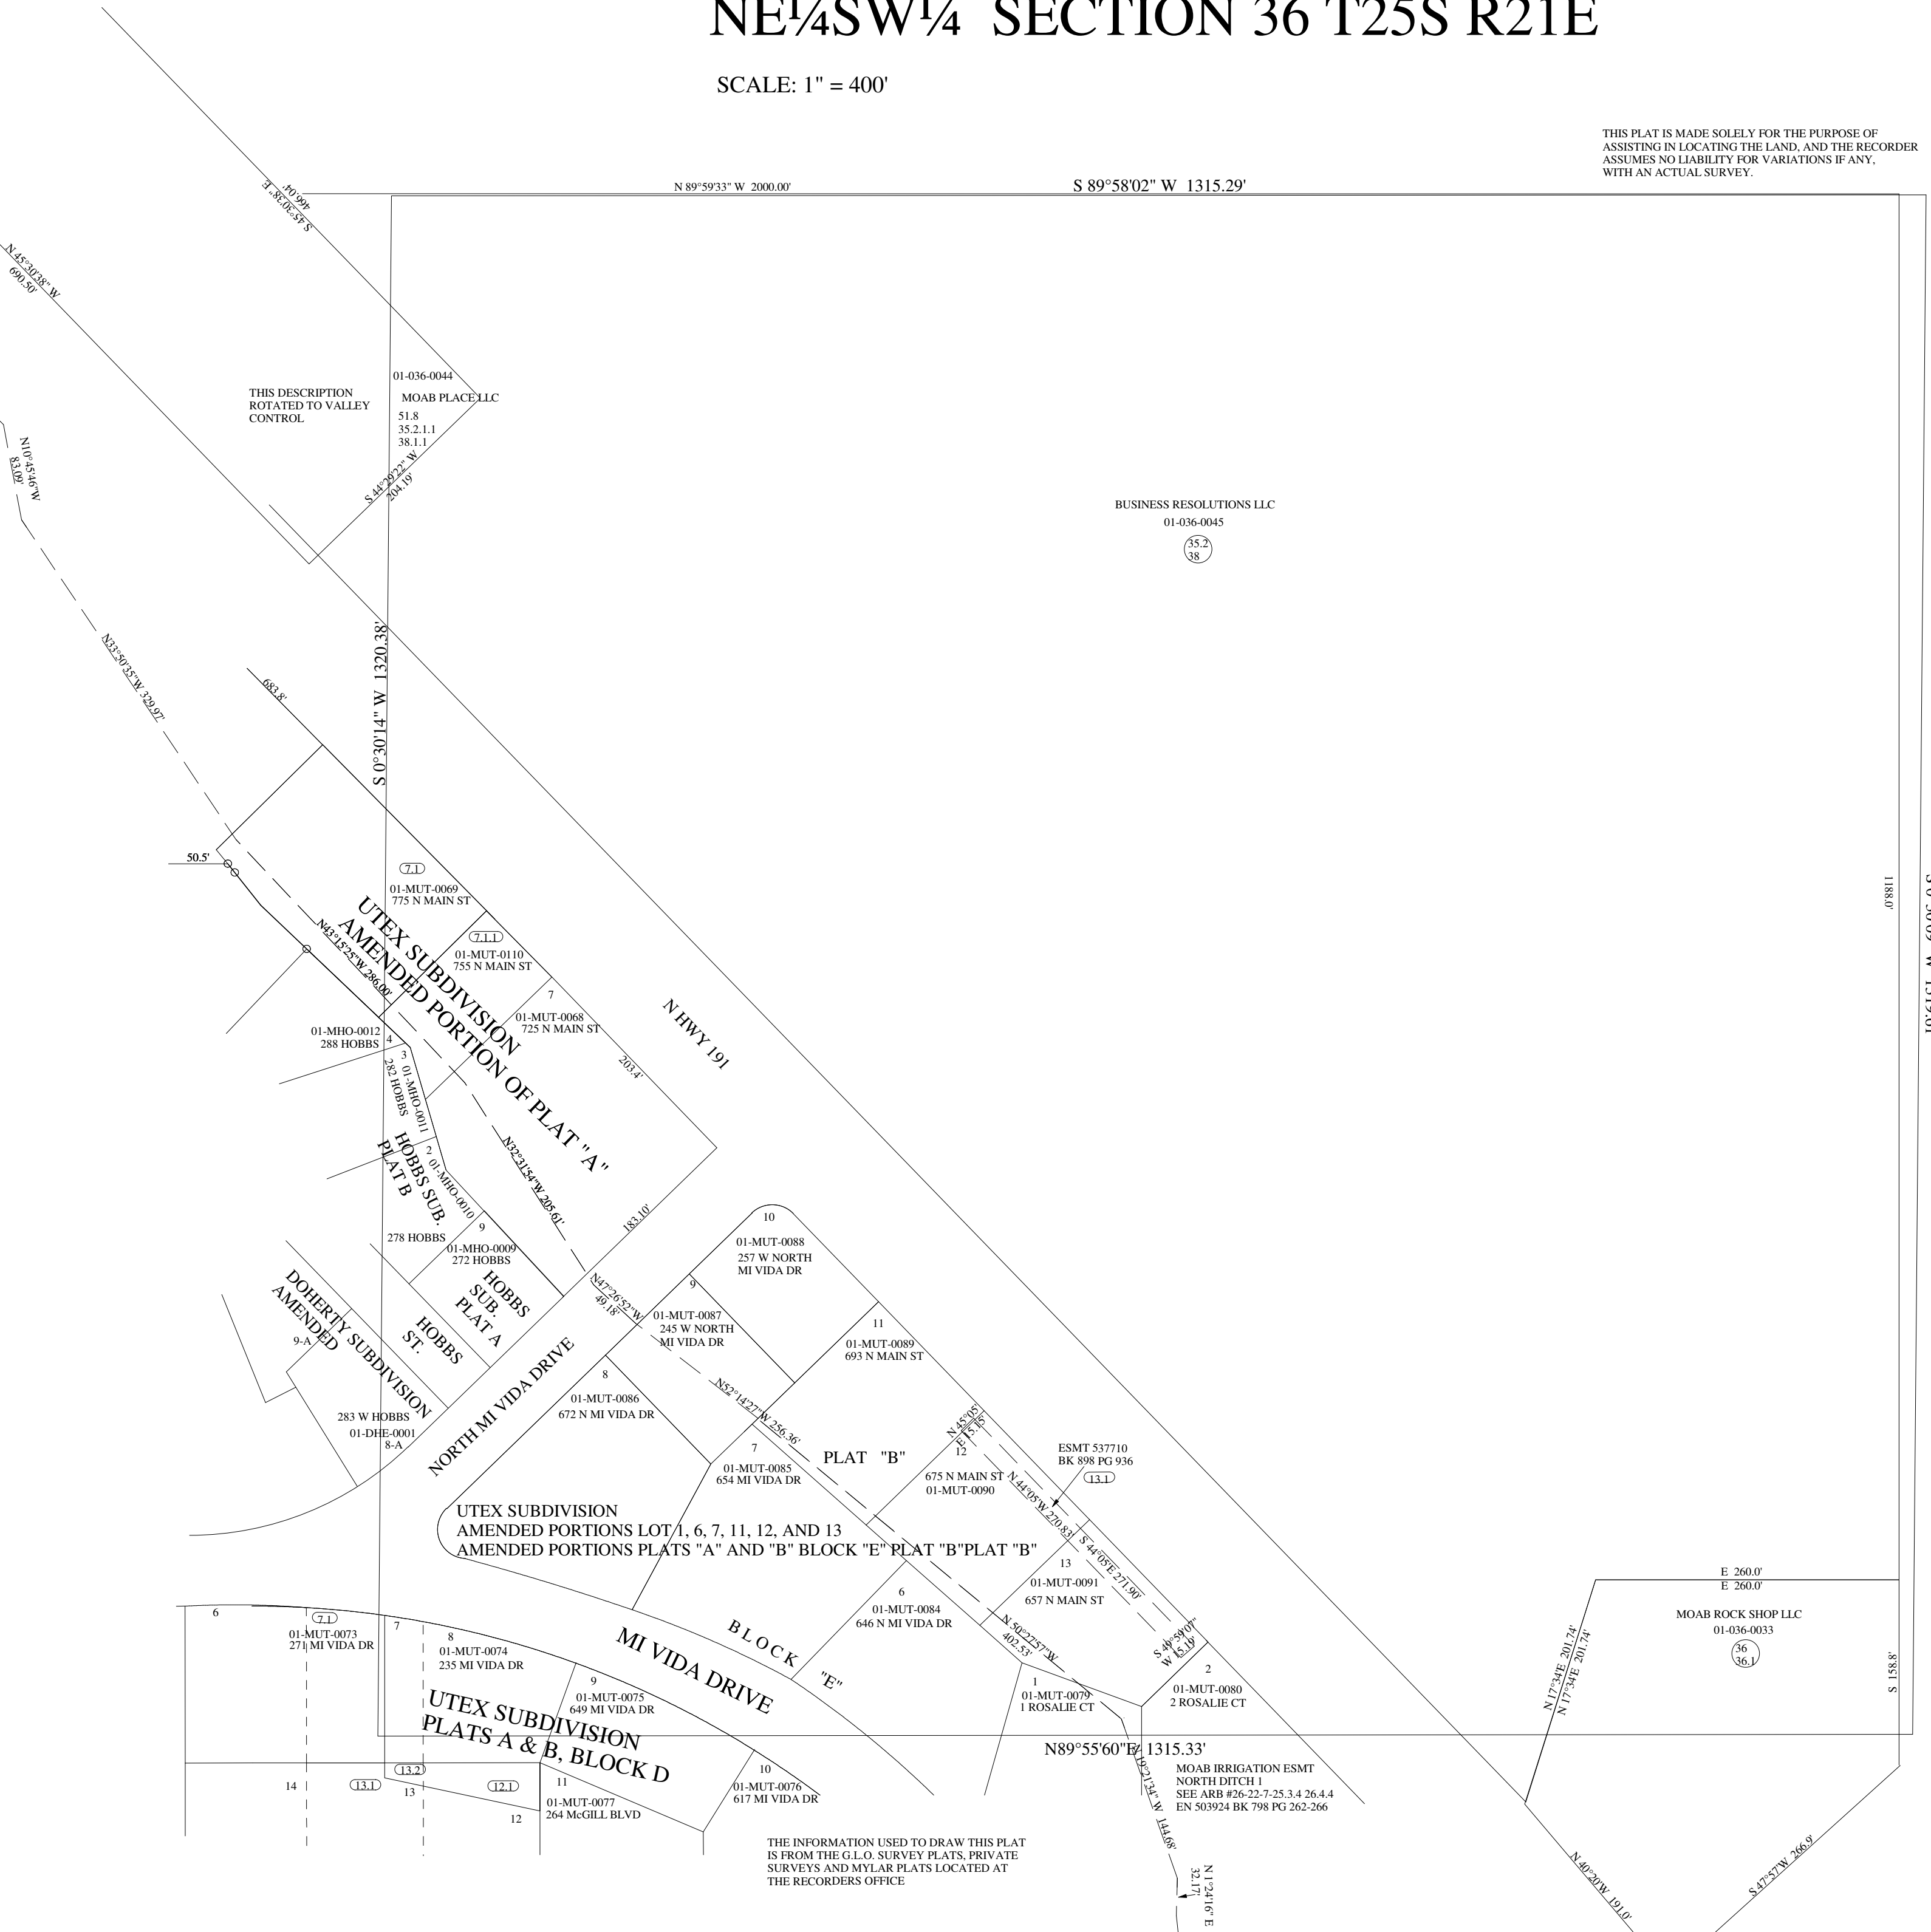 NE¼SW¼ SECTION 36 T25S R21E
SCALE: 1" = 400'
THIS PLAT IS MADE SOLELY FOR THE PURPOSE OF
ASSISTING IN LOCATING THE LAND, AND THE RECORDER
ASSUMES NO LIABILITY FOR VARIATIONS IF ANY,
WITH AN ACTUAL SURVEY.
N 89°59'33" W 2000.00'
S 89°58'02" W 1315.29'
S 45°30'38" E
466.04'
N 45°30'38" W
690.50'
01-036-0044
MOAB PLACE LLC
51.8
35.2.1.1
38.1.1
THIS DESCRIPTION
ROTATED TO VALLEY
CONTROL
S 44°29'22" W
204.19'
N10°45'46"W
83.09'
BUSINESS RESOLUTIONS LLC
01-036-0045
35.2
38
N33°50'35"W 329.97'
683.8'
S 0°30'14" W 1320.38'
50.5'
7.1
01-MUT-0069
775 N MAIN ST
7.1.1
01-MUT-0110
755 N MAIN ST
7
01-MUT-0068
725 N MAIN ST
UTEX SUBDIVISION
AMENDED PORTION OF PLAT "A"
N43°15'25"W 286.00'
203.4'
N HWY 191
1188.0'
01-MHO-0012
288 HOBBS
4
3
01-MHO-0011
282 HOBBS
2
01-MHO-0010
HOBBS SUB.
PLAT B
278 HOBBS
9
01-MHO-0009
272 HOBBS
HOBBS
SUB.
PLAT A
N32°31'54"W 205.61'
183.10'
DOHERTY SUBDIVISION
AMENDED
9-A
HOBBS
ST.
283 W HOBBS
01-DHE-0001
8-A
NORTH MI VIDA DRIVE
N47°26'52"W
49.18'
10
01-MUT-0088
257 W NORTH
MI VIDA DR
9
01-MUT-0087
245 W NORTH
MI VIDA DR
11
01-MUT-0089
693 N MAIN ST
8
01-MUT-0086
672 N MI VIDA DR
N52°14'27"W 256.36'
7
01-MUT-0085
654 MI VIDA DR
PLAT "B"
N 45°05'
E 15.15'
12
675 N MAIN ST
01-MUT-0090
ESMT 537710
BK 898 PG 936
13.1
N 44°05'W 270.83'
S 44°05'E 271.90'
UTEX SUBDIVISION
AMENDED PORTIONS LOT 1, 6, 7, 11, 12, AND 13
AMENDED PORTIONS PLATS "A" AND "B" BLOCK "E" PLAT "B"PLAT "B"
13
01-MUT-0091
657 N MAIN ST
6
01-MUT-0084
646 N MI VIDA DR
N 50°27'57"W
402.53'
S 49°59'07"
W 15.19'
E 260.0'
E 260.0'
MOAB ROCK SHOP LLC
01-036-0033
36
36.1
N 17°34'E 201.74'
N 17°34'E 201.74'
S 158.8'
6
7.1
01-MUT-0073
271 MI VIDA DR
7
8
01-MUT-0074
235 MI VIDA DR
MI VIDA DRIVE
BLOCK "E"
9
01-MUT-0075
649 MI VIDA DR
1
01-MUT-0079
1 ROSALIE CT
2
01-MUT-0080
2 ROSALIE CT
UTEX SUBDIVISION
PLATS A & B, BLOCK D
N89°55'60"E 1315.33'
14
13.1
13.2
13
12.1
12
11
01-MUT-0077
264 McGILL BLVD
10
01-MUT-0076
617 MI VIDA DR
N 19°21'34" W 144.68'
MOAB IRRIGATION ESMT
NORTH DITCH 1
SEE ARB #26-22-7-25.3.4 26.4.4
EN 503924 BK 798 PG 262-266
THE INFORMATION USED TO DRAW THIS PLAT
IS FROM THE G.L.O. SURVEY PLATS, PRIVATE
SURVEYS AND MYLAR PLATS LOCATED AT
THE RECORDERS OFFICE
N 1°24'16" E
32.17'
N 40°20'W 191.0'
S 47°57'W 266.9'